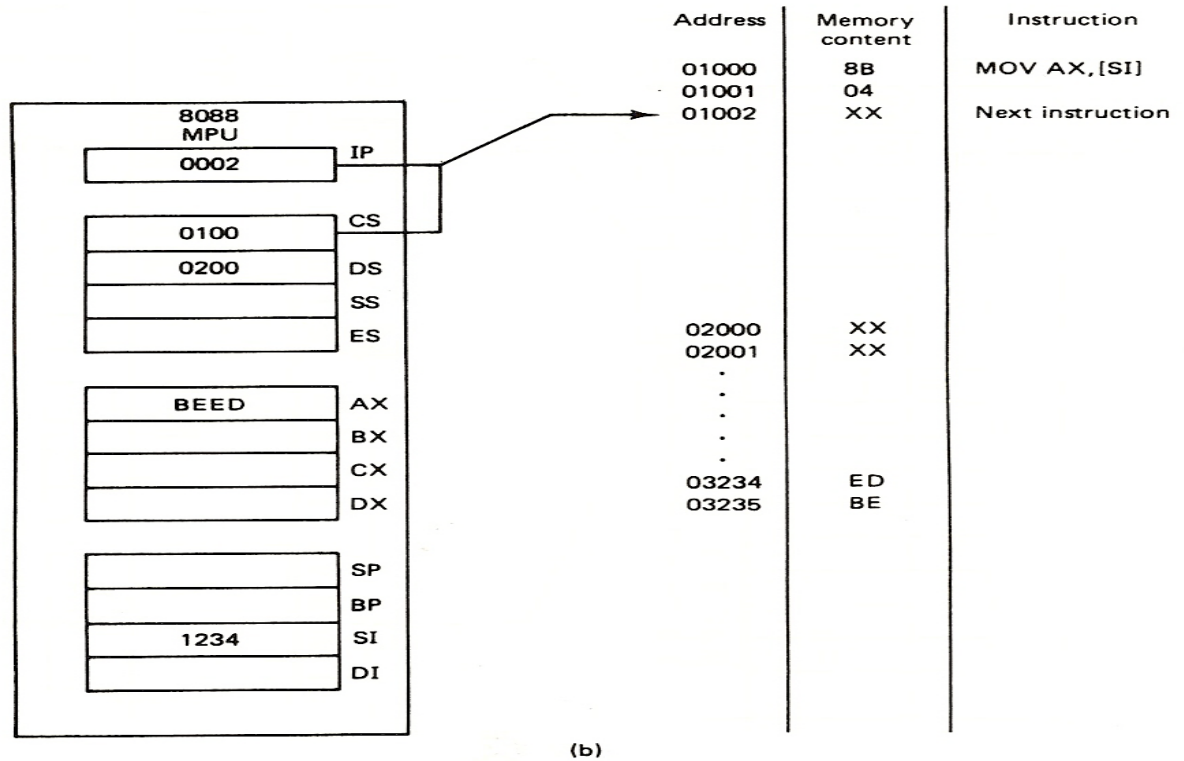 Address Memory content Instruction
01000 8B MOV AX,[SI]
01001 04
01002 XX Next instruction
8088
MPU
0002 IP
0100 CS
0200 DS
SS
ES
02000 XX
02001 XX
BEED AX
BX
CX
DX
03234 ED
03235 BE
SP
BP
1234 SI
DI
(b)